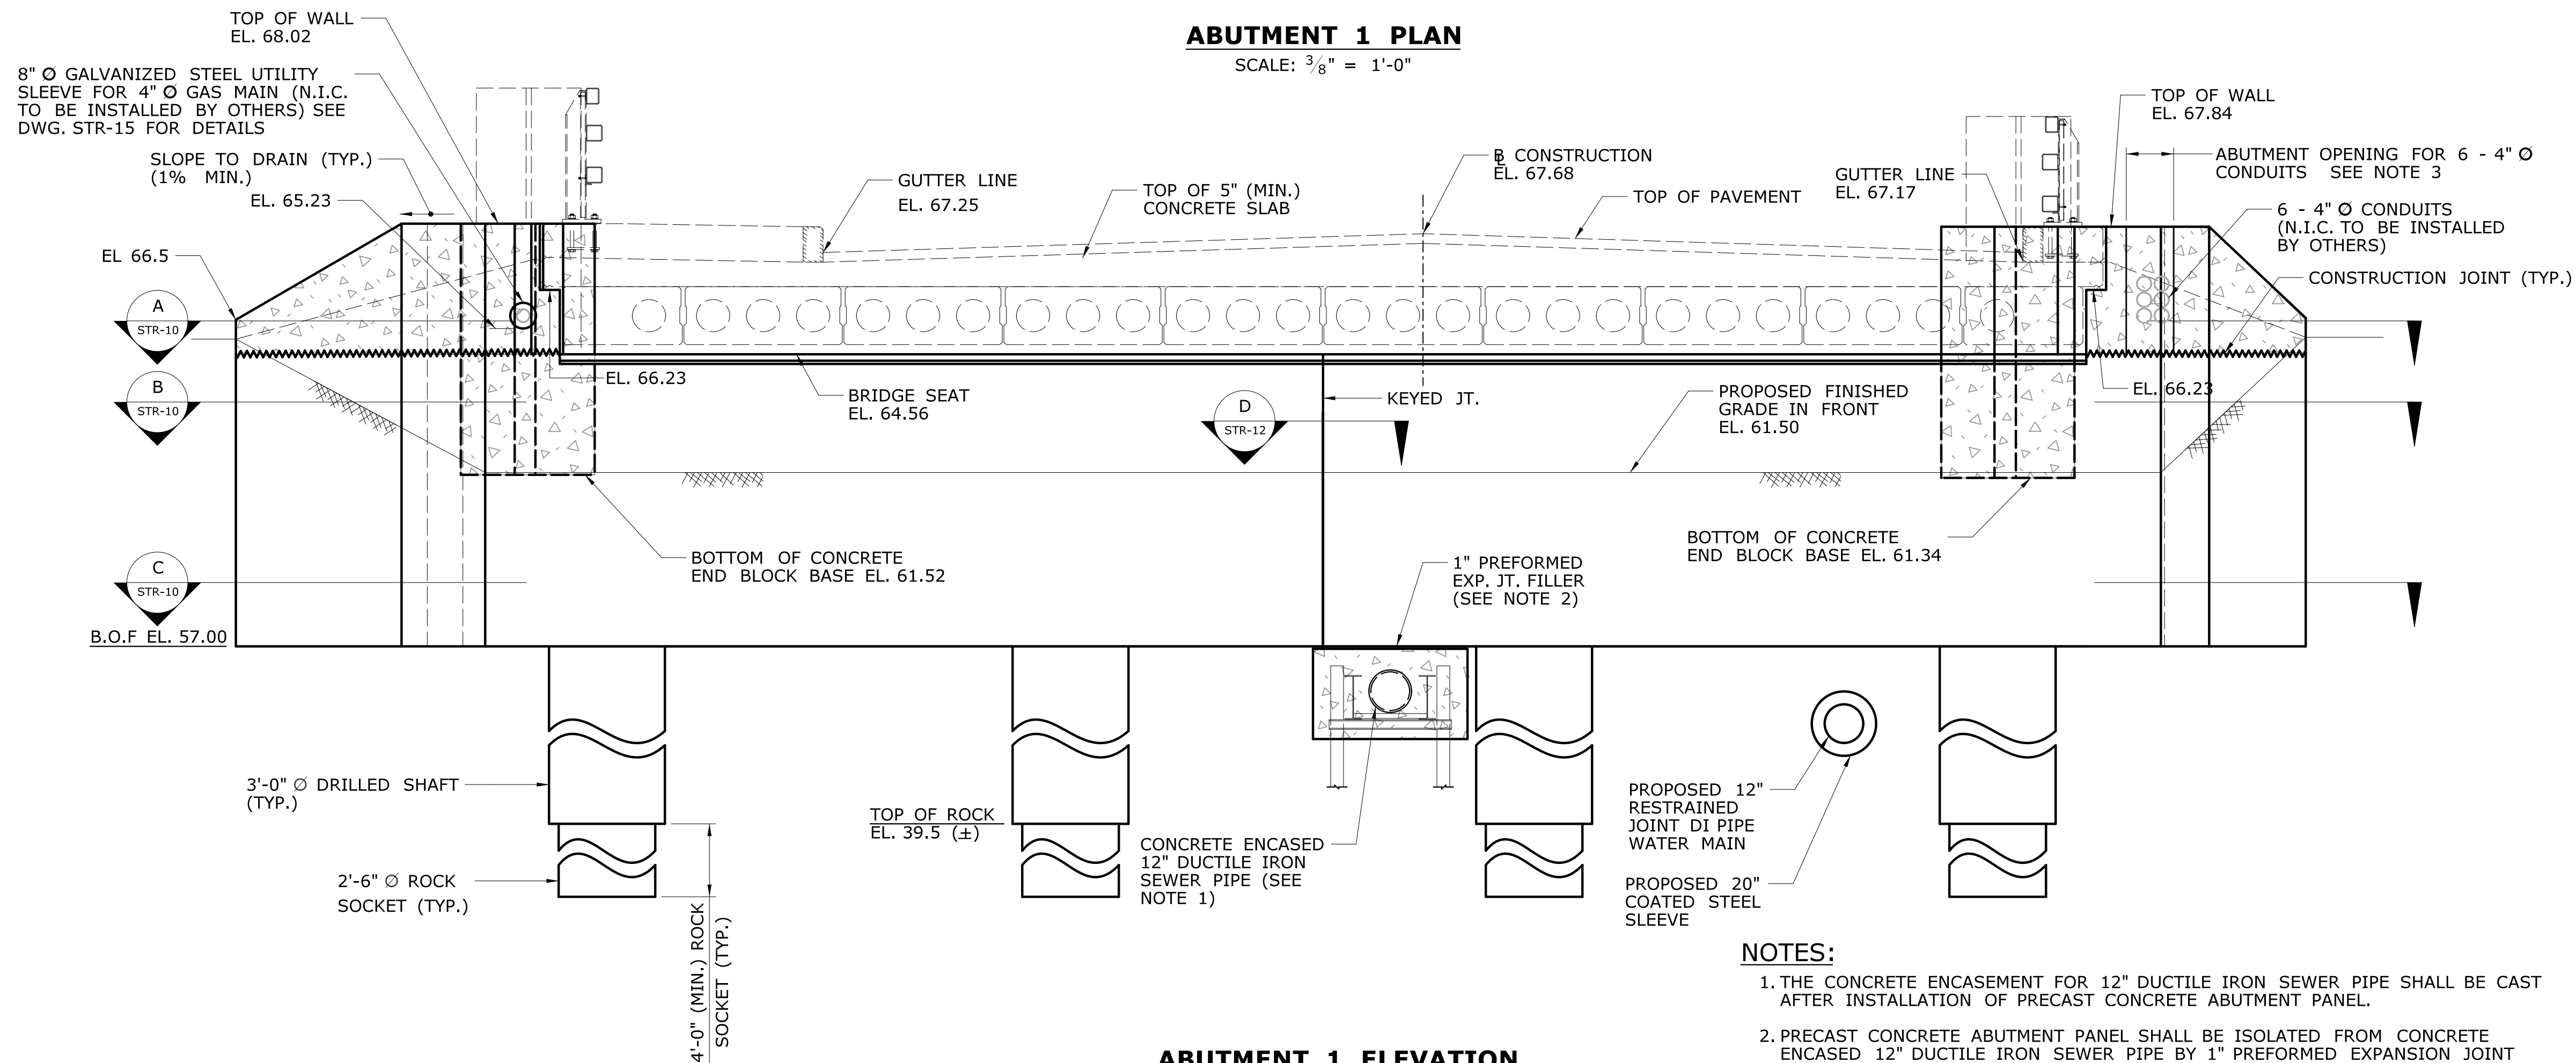 ABUTMENT 1 PLAN
SCALE: 3/8" = 1'-0"
TOP OF WALL
EL. 68.02
8" Ø GALVANIZED STEEL UTILITY
SLEEVE FOR 4" Ø GAS MAIN (N.I.C.
TO BE INSTALLED BY OTHERS) SEE
DWG. STR-15 FOR DETAILS
SLOPE TO DRAIN (TYP.)
(1% MIN.)
EL. 65.23
EL 66.5
A
STR-10
B
STR-10
C
STR-10
B.O.F EL. 57.00
GUTTER LINE
EL. 67.25
TOP OF 5" (MIN.)
CONCRETE SLAB
B CONSTRUCTION
L
EL. 67.68
TOP OF PAVEMENT
GUTTER LINE
EL. 67.17
TOP OF WALL
EL. 67.84
ABUTMENT OPENING FOR 6 - 4" Ø
CONDUITS SEE NOTE 3
6 - 4" Ø CONDUITS
(N.I.C. TO BE INSTALLED
BY OTHERS)
CONSTRUCTION JOINT (TYP.)
EL. 66.23
BRIDGE SEAT
EL. 64.56
D
STR-12
KEYED JT.
PROPOSED FINISHED
GRADE IN FRONT
EL. 61.50
EL. 66.23
BOTTOM OF CONCRETE
END BLOCK BASE EL. 61.52
1" PREFORMED
EXP. JT. FILLER
(SEE NOTE 2)
BOTTOM OF CONCRETE
END BLOCK BASE EL. 61.34
3'-0" Ø DRILLED SHAFT
(TYP.)
2'-6" Ø ROCK
SOCKET (TYP.)
4'-0" (MIN.) ROCK
SOCKET (TYP.)
TOP OF ROCK
EL. 39.5 (±)
CONCRETE ENCASED
12" DUCTILE IRON
SEWER PIPE (SEE
NOTE 1)
PROPOSED 12"
RESTRAINED
JOINT DI PIPE
WATER MAIN
PROPOSED 20"
COATED STEEL
SLEEVE
NOTES:
1. THE CONCRETE ENCASEMENT FOR 12" DUCTILE IRON SEWER PIPE SHALL BE CAST
AFTER INSTALLATION OF PRECAST CONCRETE ABUTMENT PANEL.
2. PRECAST CONCRETE ABUTMENT PANEL SHALL BE ISOLATED FROM CONCRETE
ENCASED 12" DUCTILE IRON SEWER PIPE BY 1" PREFORMED EXPANSION JOINT
ABUTMENT 1 ELEVATION